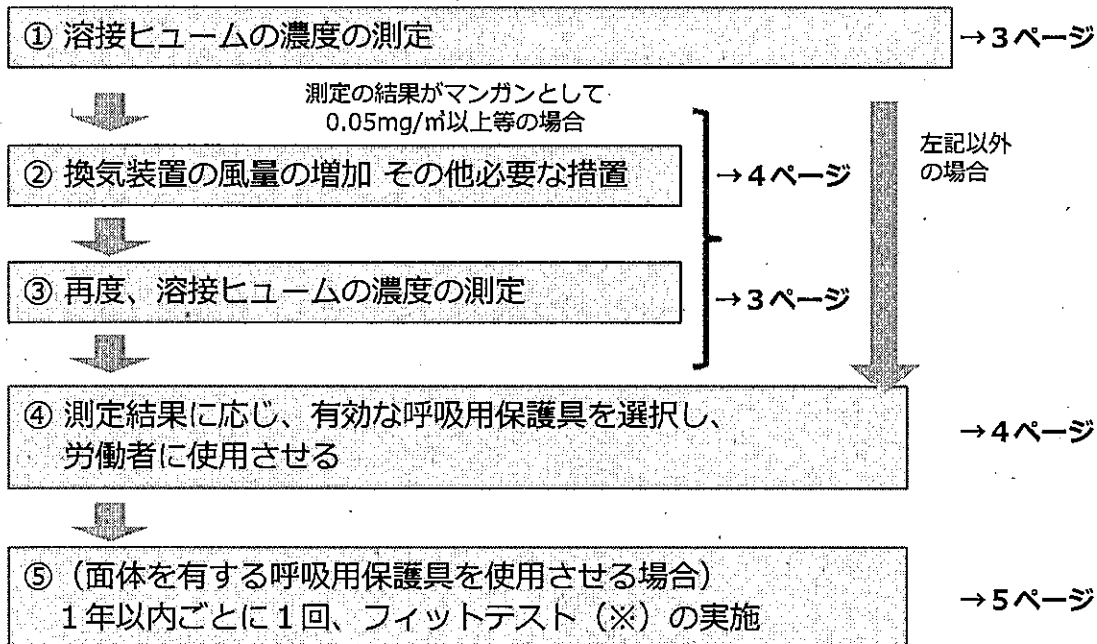 ① 溶接ヒュームの濃度の測定
→3ページ
測定の結果がマンガンとして
0.05mg/㎥以上等の場合
左記以外
の場合
② 換気装置の風量の増加 その他必要な措置
→4ページ
③ 再度、溶接ヒュームの濃度の測定
→3ページ
④ 測定結果に応じ、有効な呼吸用保護具を選択し、
労働者に使用させる
→4ページ
⑤ (面体を有する呼吸用保護具を使用させる場合)
1年以内ごとに1回、フィットテスト(※)の実施
→5ページ